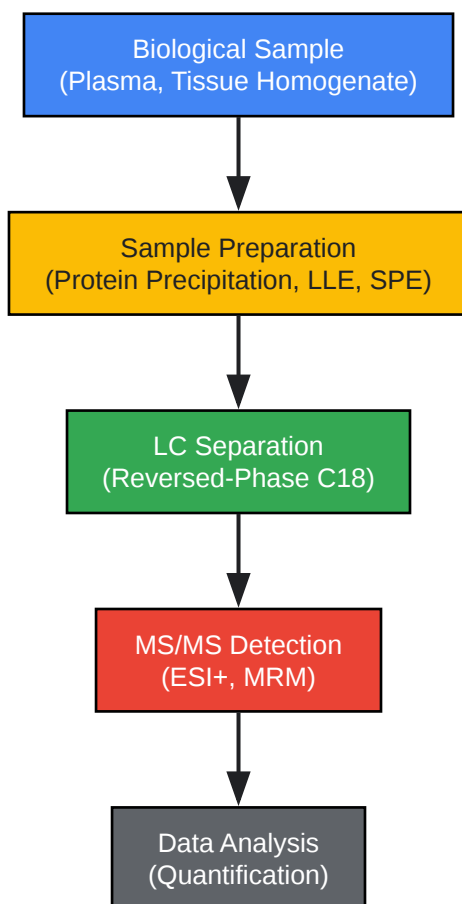 Biological Sample
(Plasma, Tissue Homogenate)
Sample Preparation
(Protein Precipitation, LLE, SPE)
LC Separation
(Reversed-Phase C18)
MS/MS Detection
(ESI+, MRM)
Data Analysis
(Quantification)